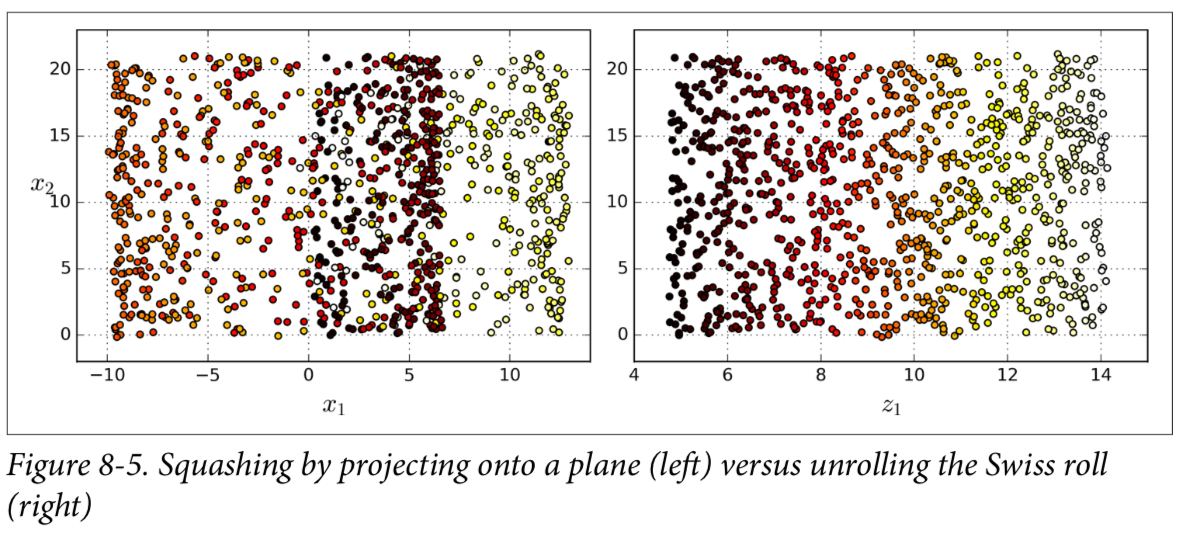 20
15
10
5
0
x₂
−10 −5 0 5 10
x₁
20
15
10
5
0
4 6 8 10 12 14
z₁
Figure 8-5. Squashing by projecting onto a plane (left) versus unrolling the Swiss roll
(right)